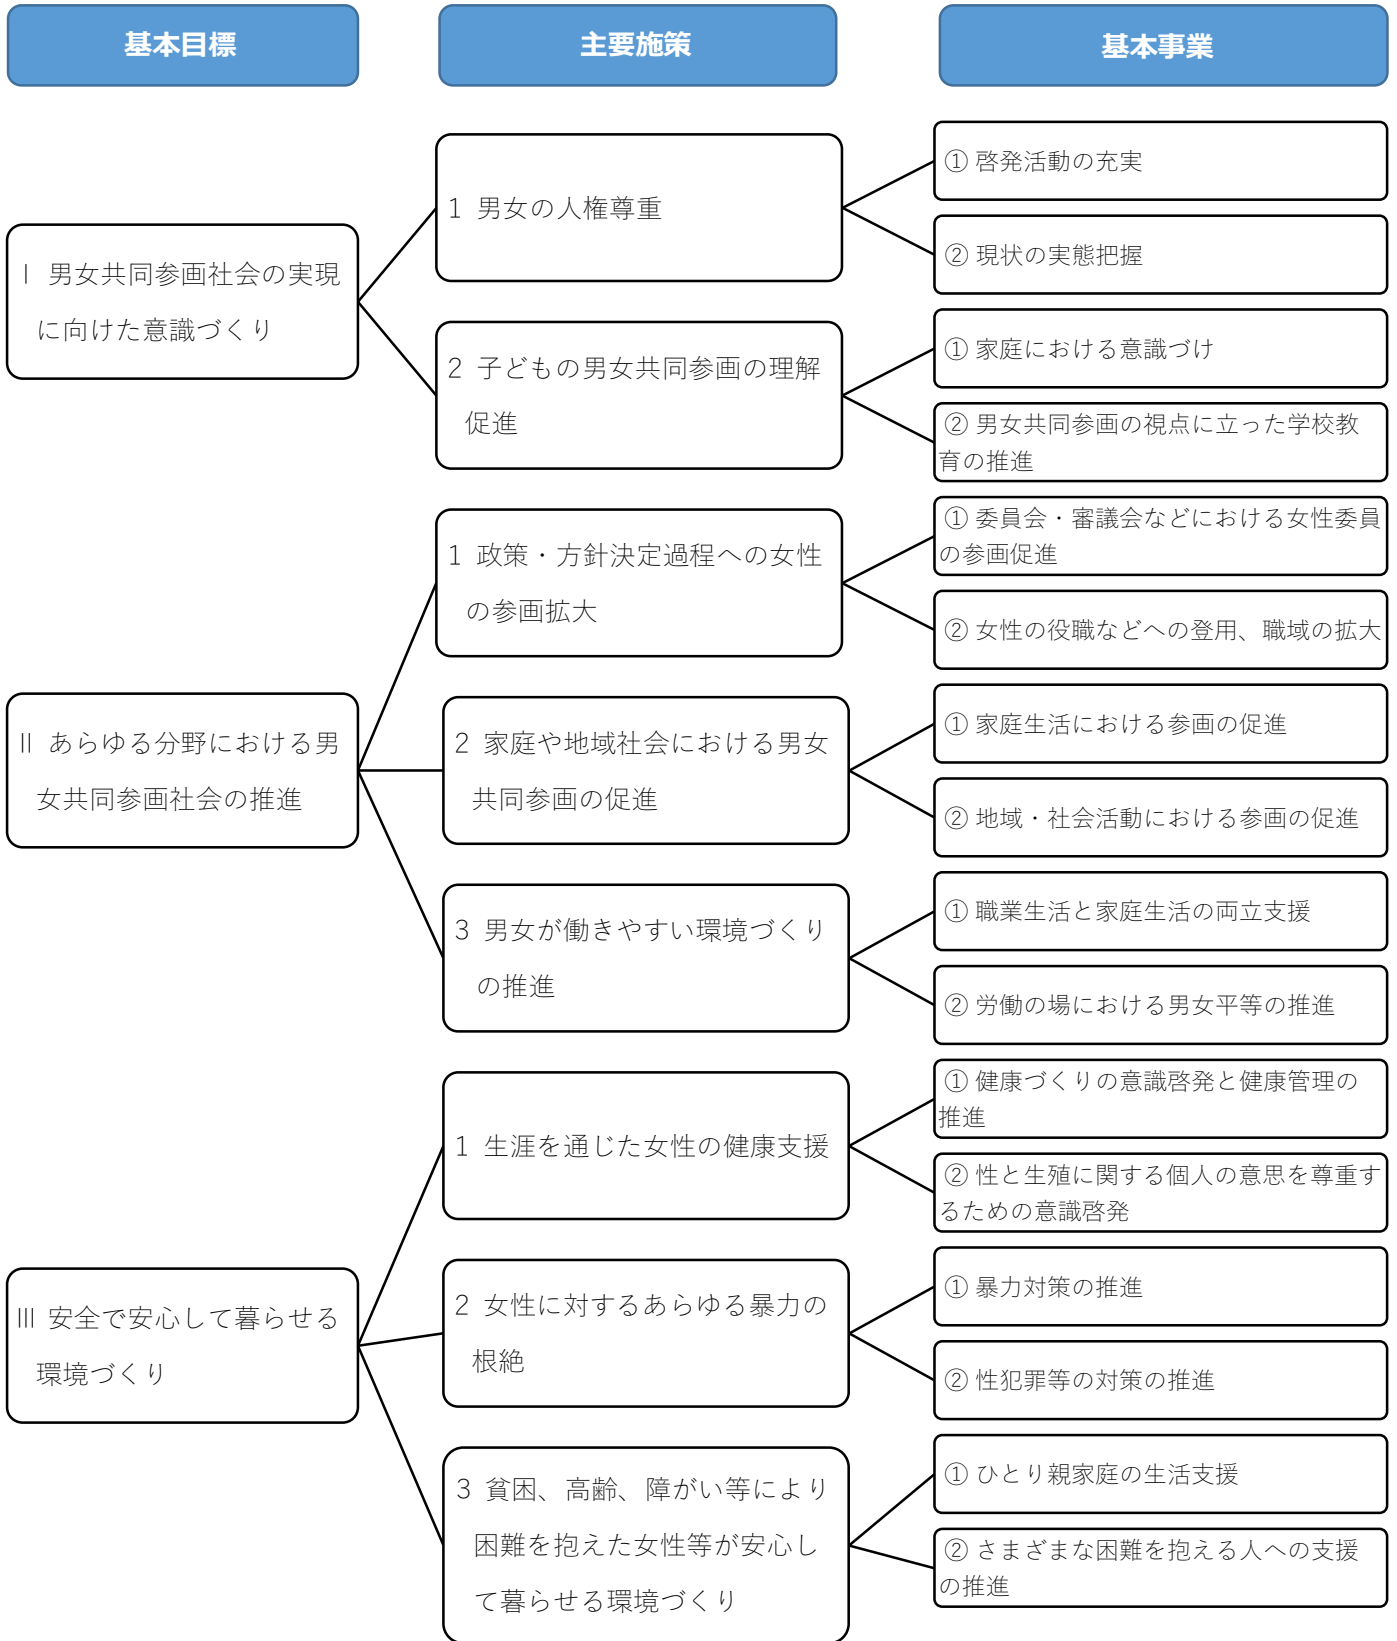 基本目標
主要施策
基本事業
Ⅰ 男女共同参画社会の実現
に向けた意識づくり
1 男女の人権尊重
① 啓発活動の充実
② 現状の実態把握
2 子どもの男女共同参画の理解
促進
① 家庭における意識づけ
② 男女共同参画の視点に立った学校教
育の推進
Ⅱ あらゆる分野における男
女共同参画社会の推進
1 政策・方針決定過程への女性
の参画拡大
① 委員会・審議会などにおける女性委員
の参画促進
② 女性の役職などへの登用、職域の拡大
2 家庭や地域社会における男女
共同参画の促進
① 家庭生活における参画の促進
② 地域・社会活動における参画の促進
3 男女が働きやすい環境づくり
の推進
① 職業生活と家庭生活の両立支援
② 労働の場における男女平等の推進
Ⅲ 安全で安心して暮らせる
環境づくり
1 生涯を通じた女性の健康支援
① 健康づくりの意識啓発と健康管理の
推進
② 性と生殖に関する個人の意思を尊重す
るための意識啓発
2 女性に対するあらゆる暴力の
根絶
① 暴力対策の推進
② 性犯罪等の対策の推進
3 貧困、高齢、障がい等により
困難を抱えた女性等が安心し
て暮らせる環境づくり
① ひとり親家庭の生活支援
② さまざまな困難を抱える人への支援
の推進